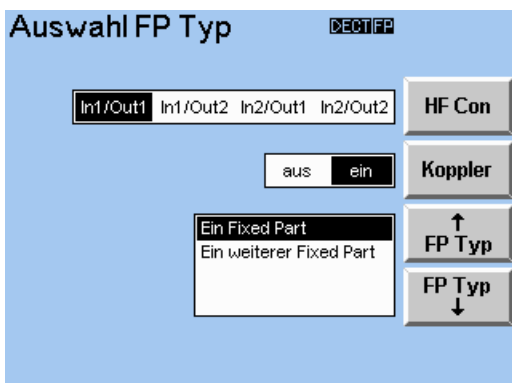 Auswahl FP Typ DECT FP
In1/Out1 In1/Out2 In2/Out1 In2/Out2 HF Con
aus ein Koppler
Ein Fixed Part
Ein weiterer Fixed Part
↑
FP Typ
FP Typ
↓